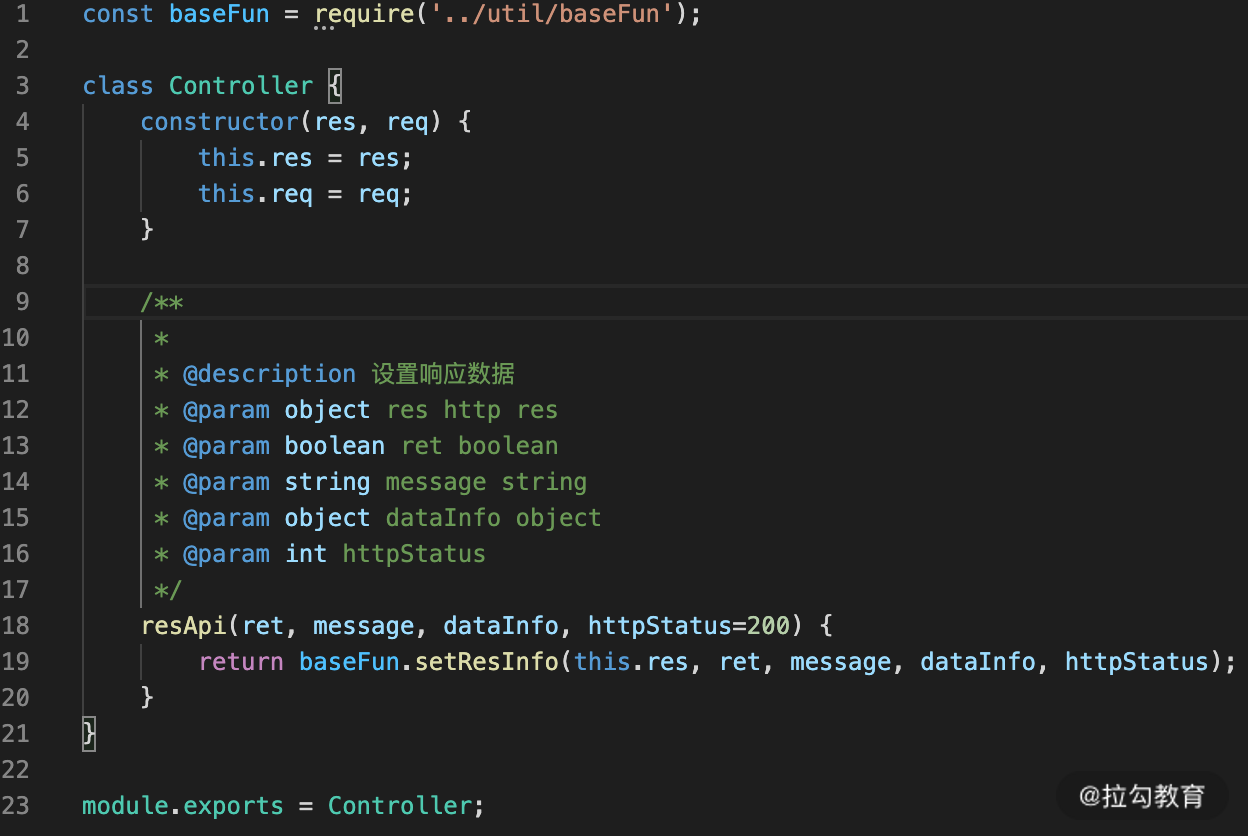 1 const baseFun = require('../util/baseFun');
2
3 class Controller {
4 constructor(res, req) {
5 this.res = res;
6 this.req = req;
7 }
8
9 /**
10 *
11 * @description 设置响应数据
12 * @param object res http res
13 * @param boolean ret boolean
14 * @param string message string
15 * @param object dataInfo object
16 * @param int httpStatus
17 */
18 resApi(ret, message, dataInfo, httpStatus=200) {
19 return baseFun.setResInfo(this.res, ret, message, dataInfo, httpStatus);
20 }
21 }
22
23 module.exports = Controller;
@拉勾教育